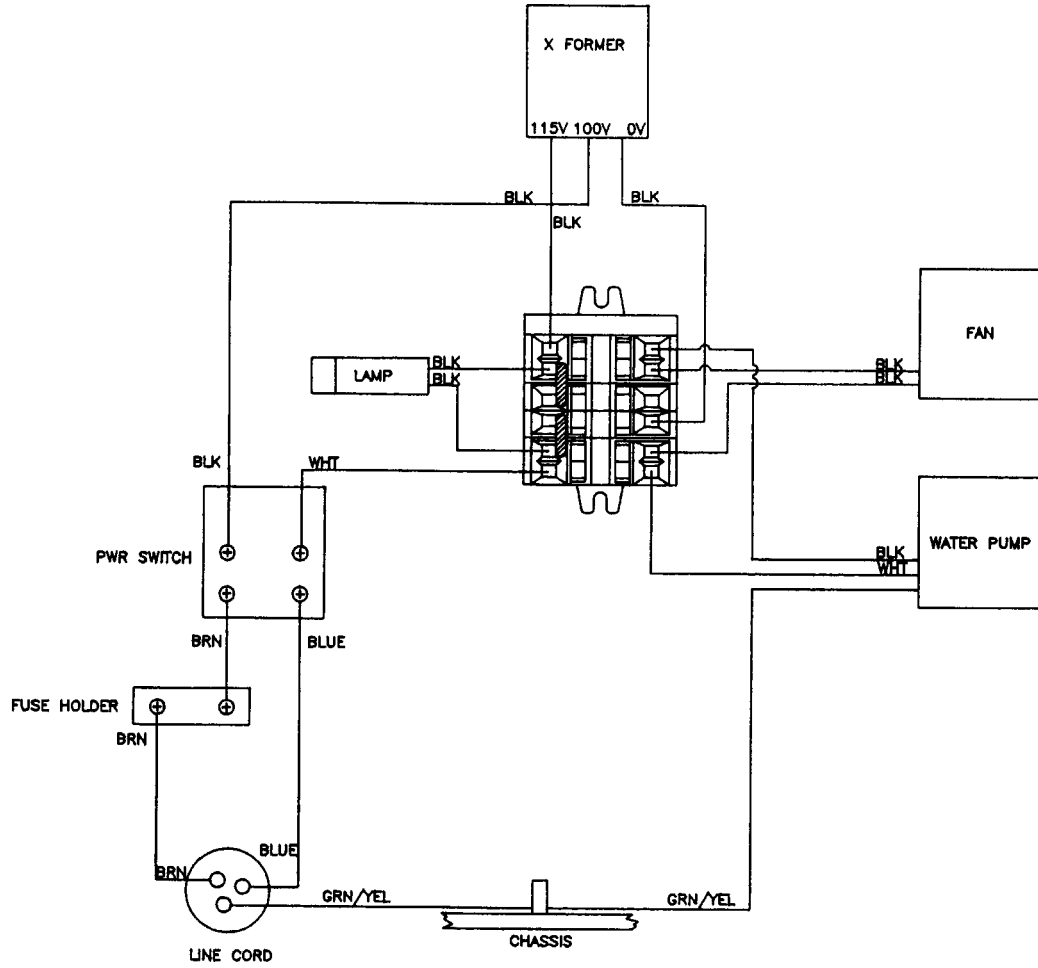 X FORMER
115V 100V 0V
BLK
BLK
BLK
FAN
BLK
BLK
LAMP
BLK
BLK
BLK
WHT
PWR SWITCH
WATER PUMP
BLK
WHT
BRN
BLUE
FUSE HOLDER
BRN
BLUE
BRN
GRN/YEL
GRN/YEL
CHASSIS
LINE CORD